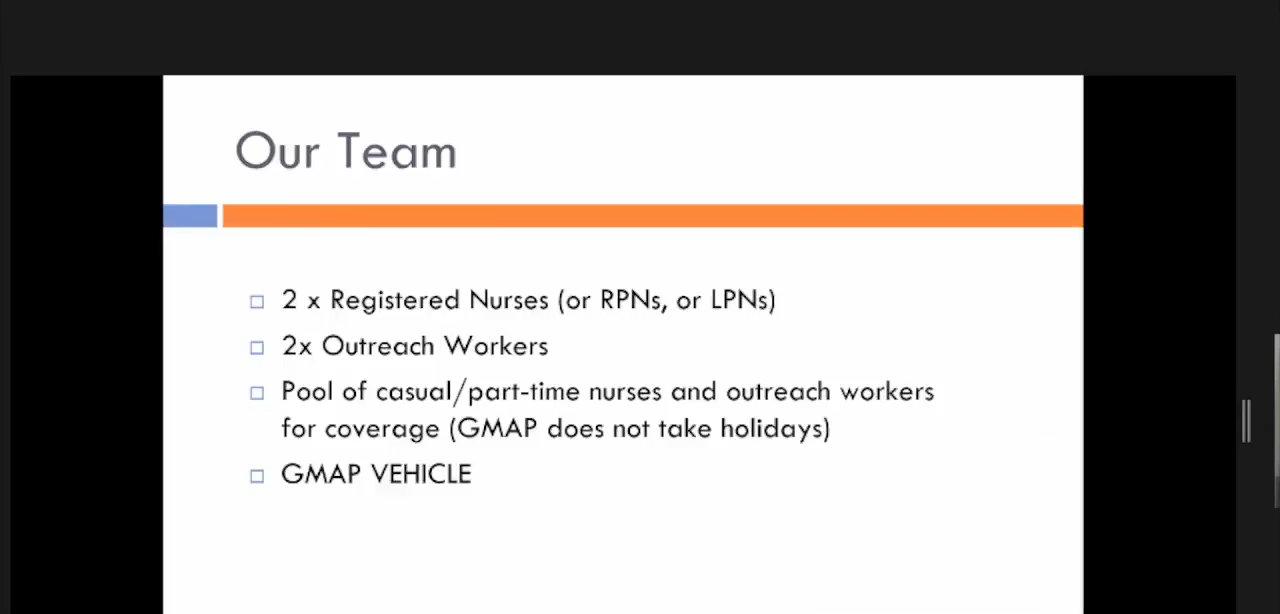 Our Team
2 x Registered Nurses (or RPNs, or LPNs)
2x Outreach Workers
Pool of casual/part-time nurses and outreach workers
for coverage (GMAP does not take holidays)
GMAP VEHICLE